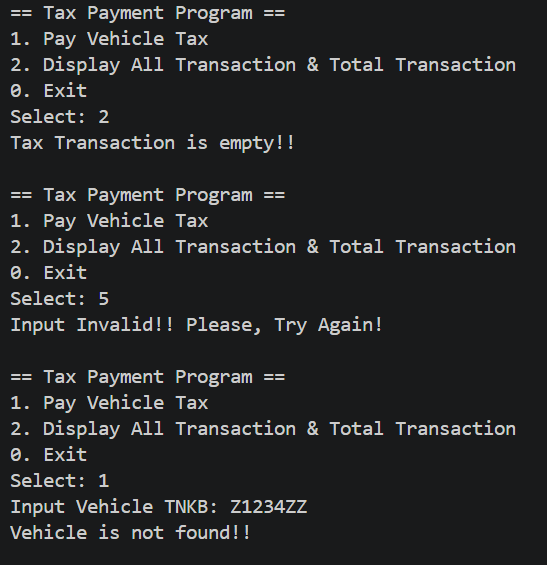 == Tax Payment Program ==
1. Pay Vehicle Tax
2. Display All Transaction & Total Transaction
0. Exit
Select: 2
Tax Transaction is empty!!

== Tax Payment Program ==
1. Pay Vehicle Tax
2. Display All Transaction & Total Transaction
0. Exit
Select: 5
Input Invalid!! Please, Try Again!

== Tax Payment Program ==
1. Pay Vehicle Tax
2. Display All Transaction & Total Transaction
0. Exit
Select: 1
Input Vehicle TNKB: Z1234ZZ
Vehicle is not found!!